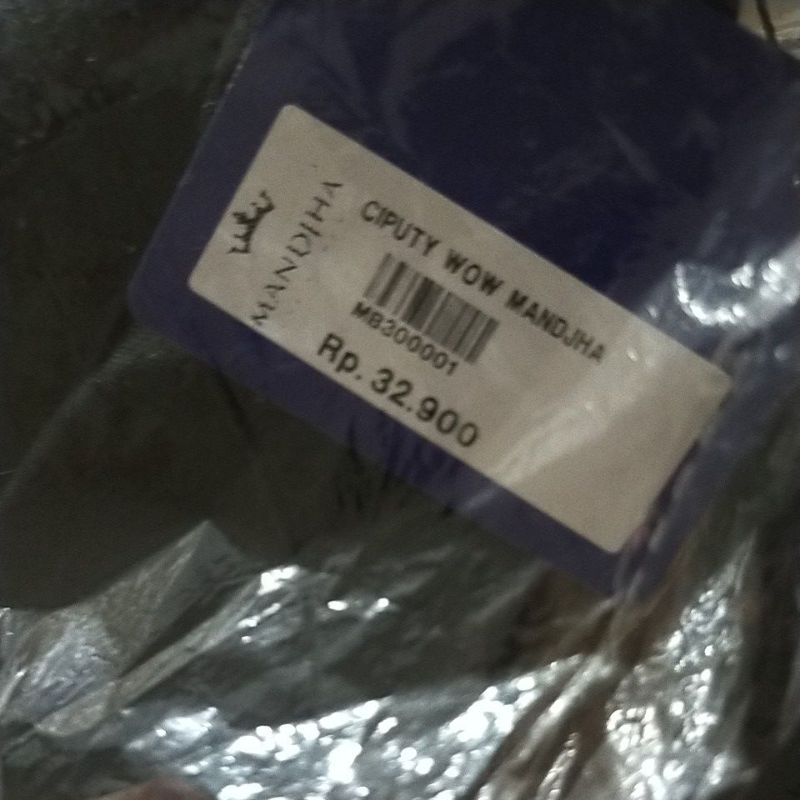 MANDJHA
CIPUTY WOW MANDJHA
MB300001
Rp. 32.900